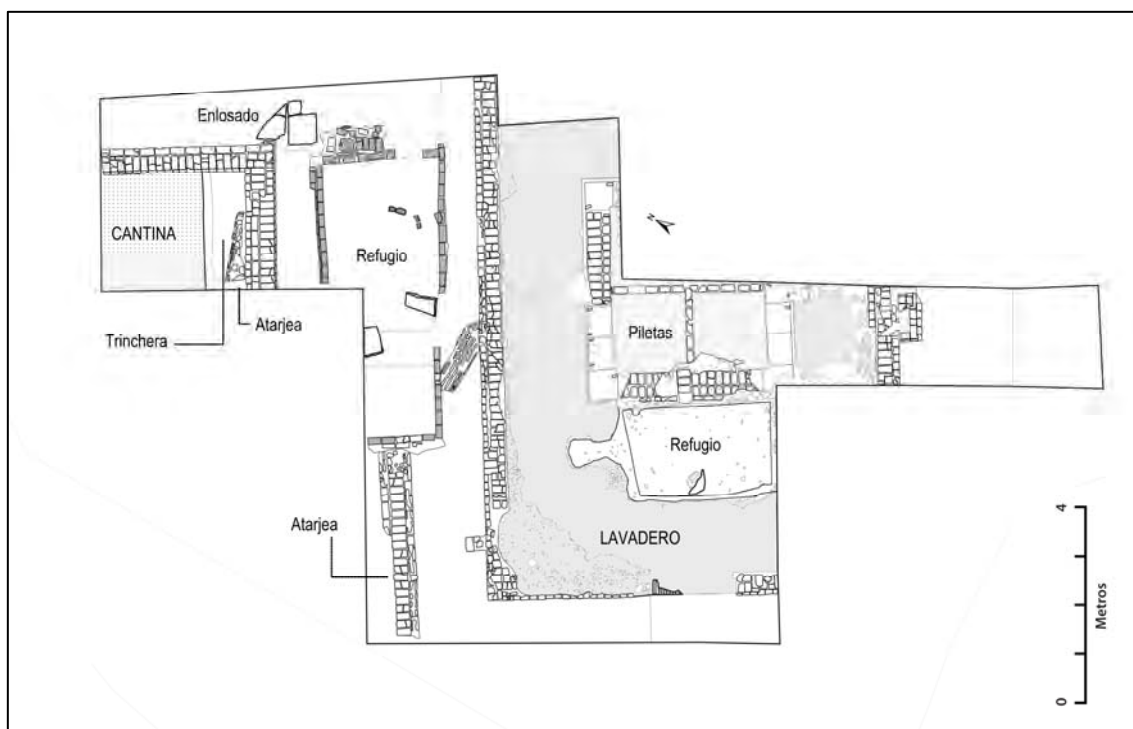 Enlosado
CANTINA
Refugio
Atarjea
Trinchera
N
Piletas
Refugio
Atarjea
LAVADERO
4
Metros
0